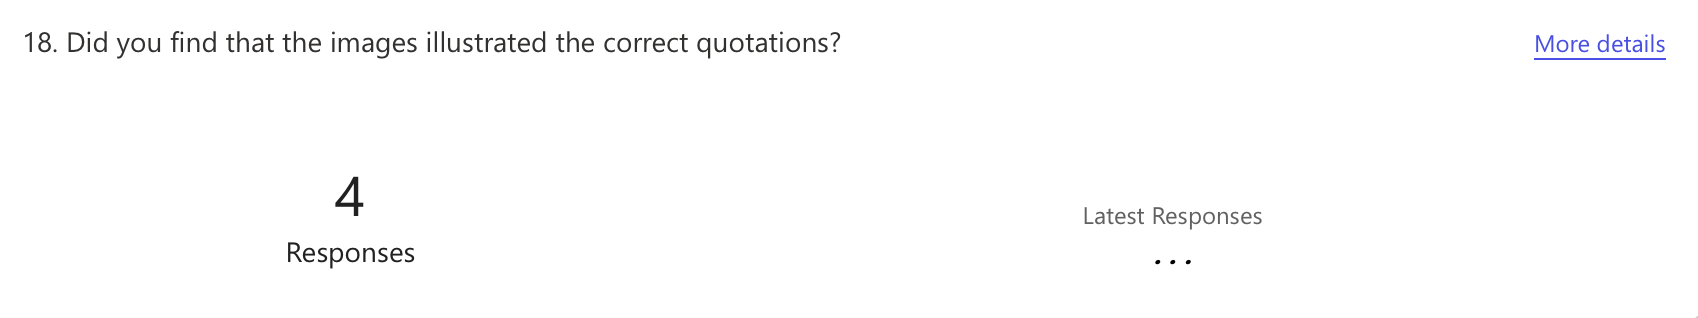 18. Did you find that the images illustrated the correct quotations?
More details
4
Responses
Latest Responses
...